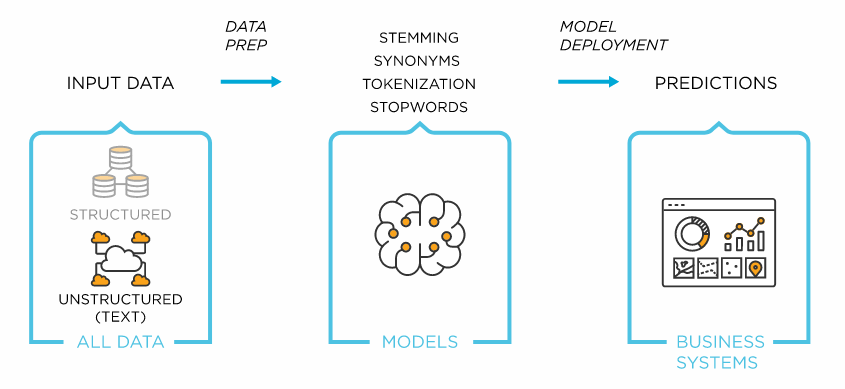 DATA
PREP
MODEL
DEPLOYMENT
INPUT DATA
STEMMING
SYNONYMS
TOKENIZATION
STOPWORDS
PREDICTIONS
STRUCTURED
UNSTRUCTURED
(TEXT)
ALL DATA
MODELS
BUSINESS
SYSTEMS